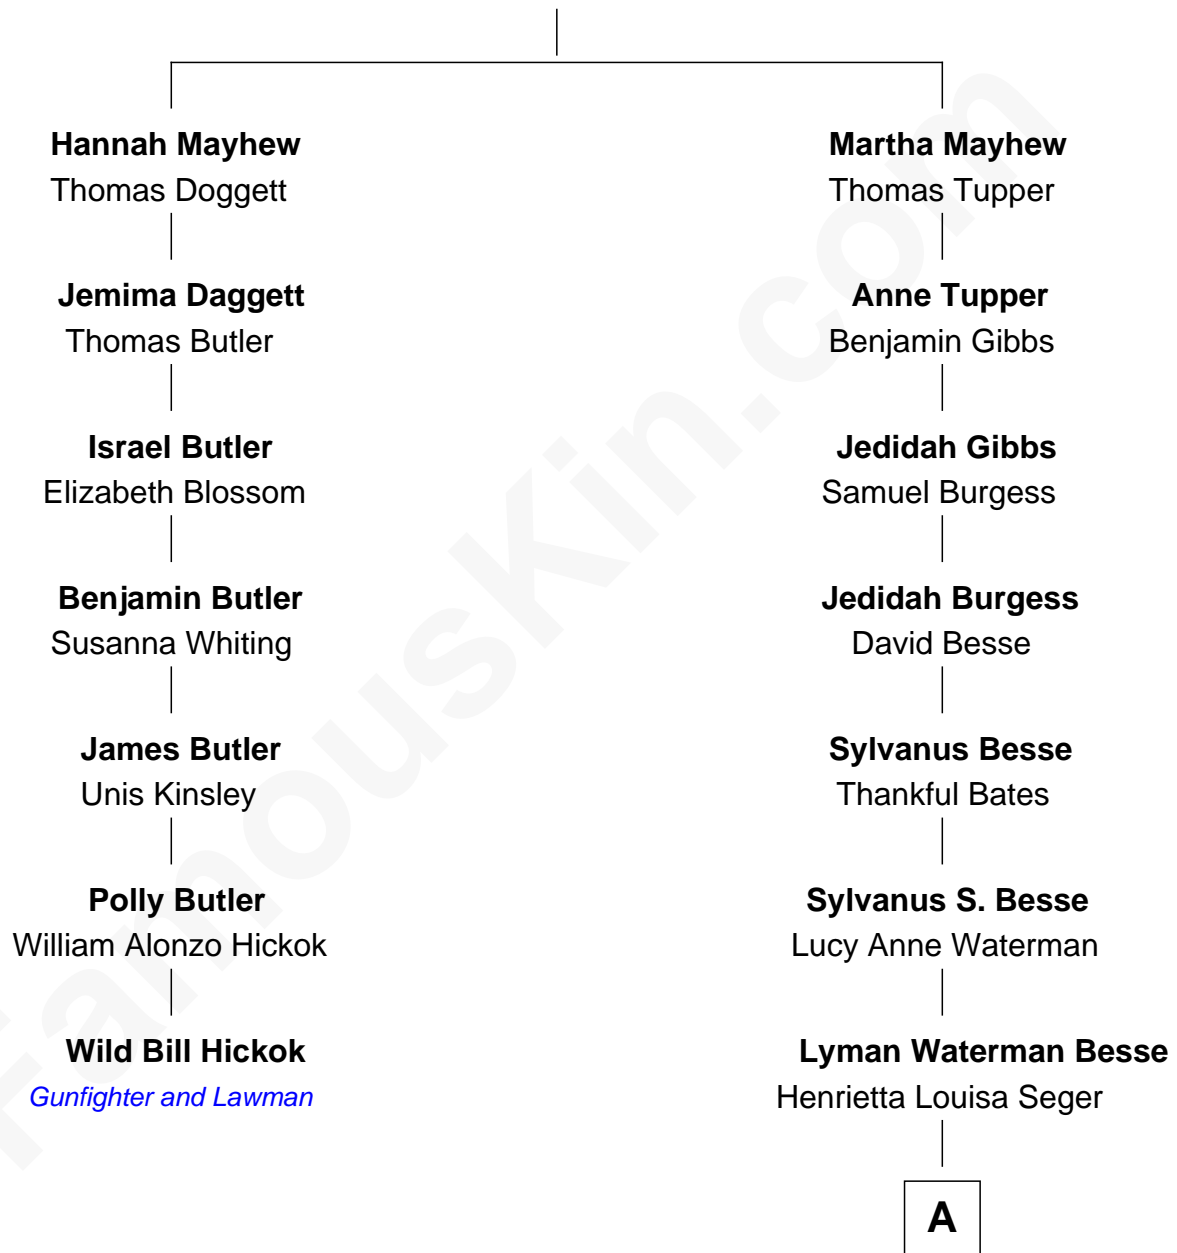 Hannah Mayhew
Thomas Doggett
Martha Mayhew
Thomas Tupper
Jemima Daggett
Thomas Butler
Anne Tupper
Benjamin Gibbs
Israel Butler
Elizabeth Blossom
Jedidah Gibbs
Samuel Burgess
Benjamin Butler
Susanna Whiting
Jedidah Burgess
David Besse
James Butler
Unis Kinsley
Sylvanus Besse
Thankful Bates
Polly Butler
William Alonzo Hickok
Sylvanus S. Besse
Lucy Anne Waterman
Wild Bill Hickok
Gunfighter and Lawman
Lyman Waterman Besse
Henrietta Louisa Seger
A
FamousKin.com